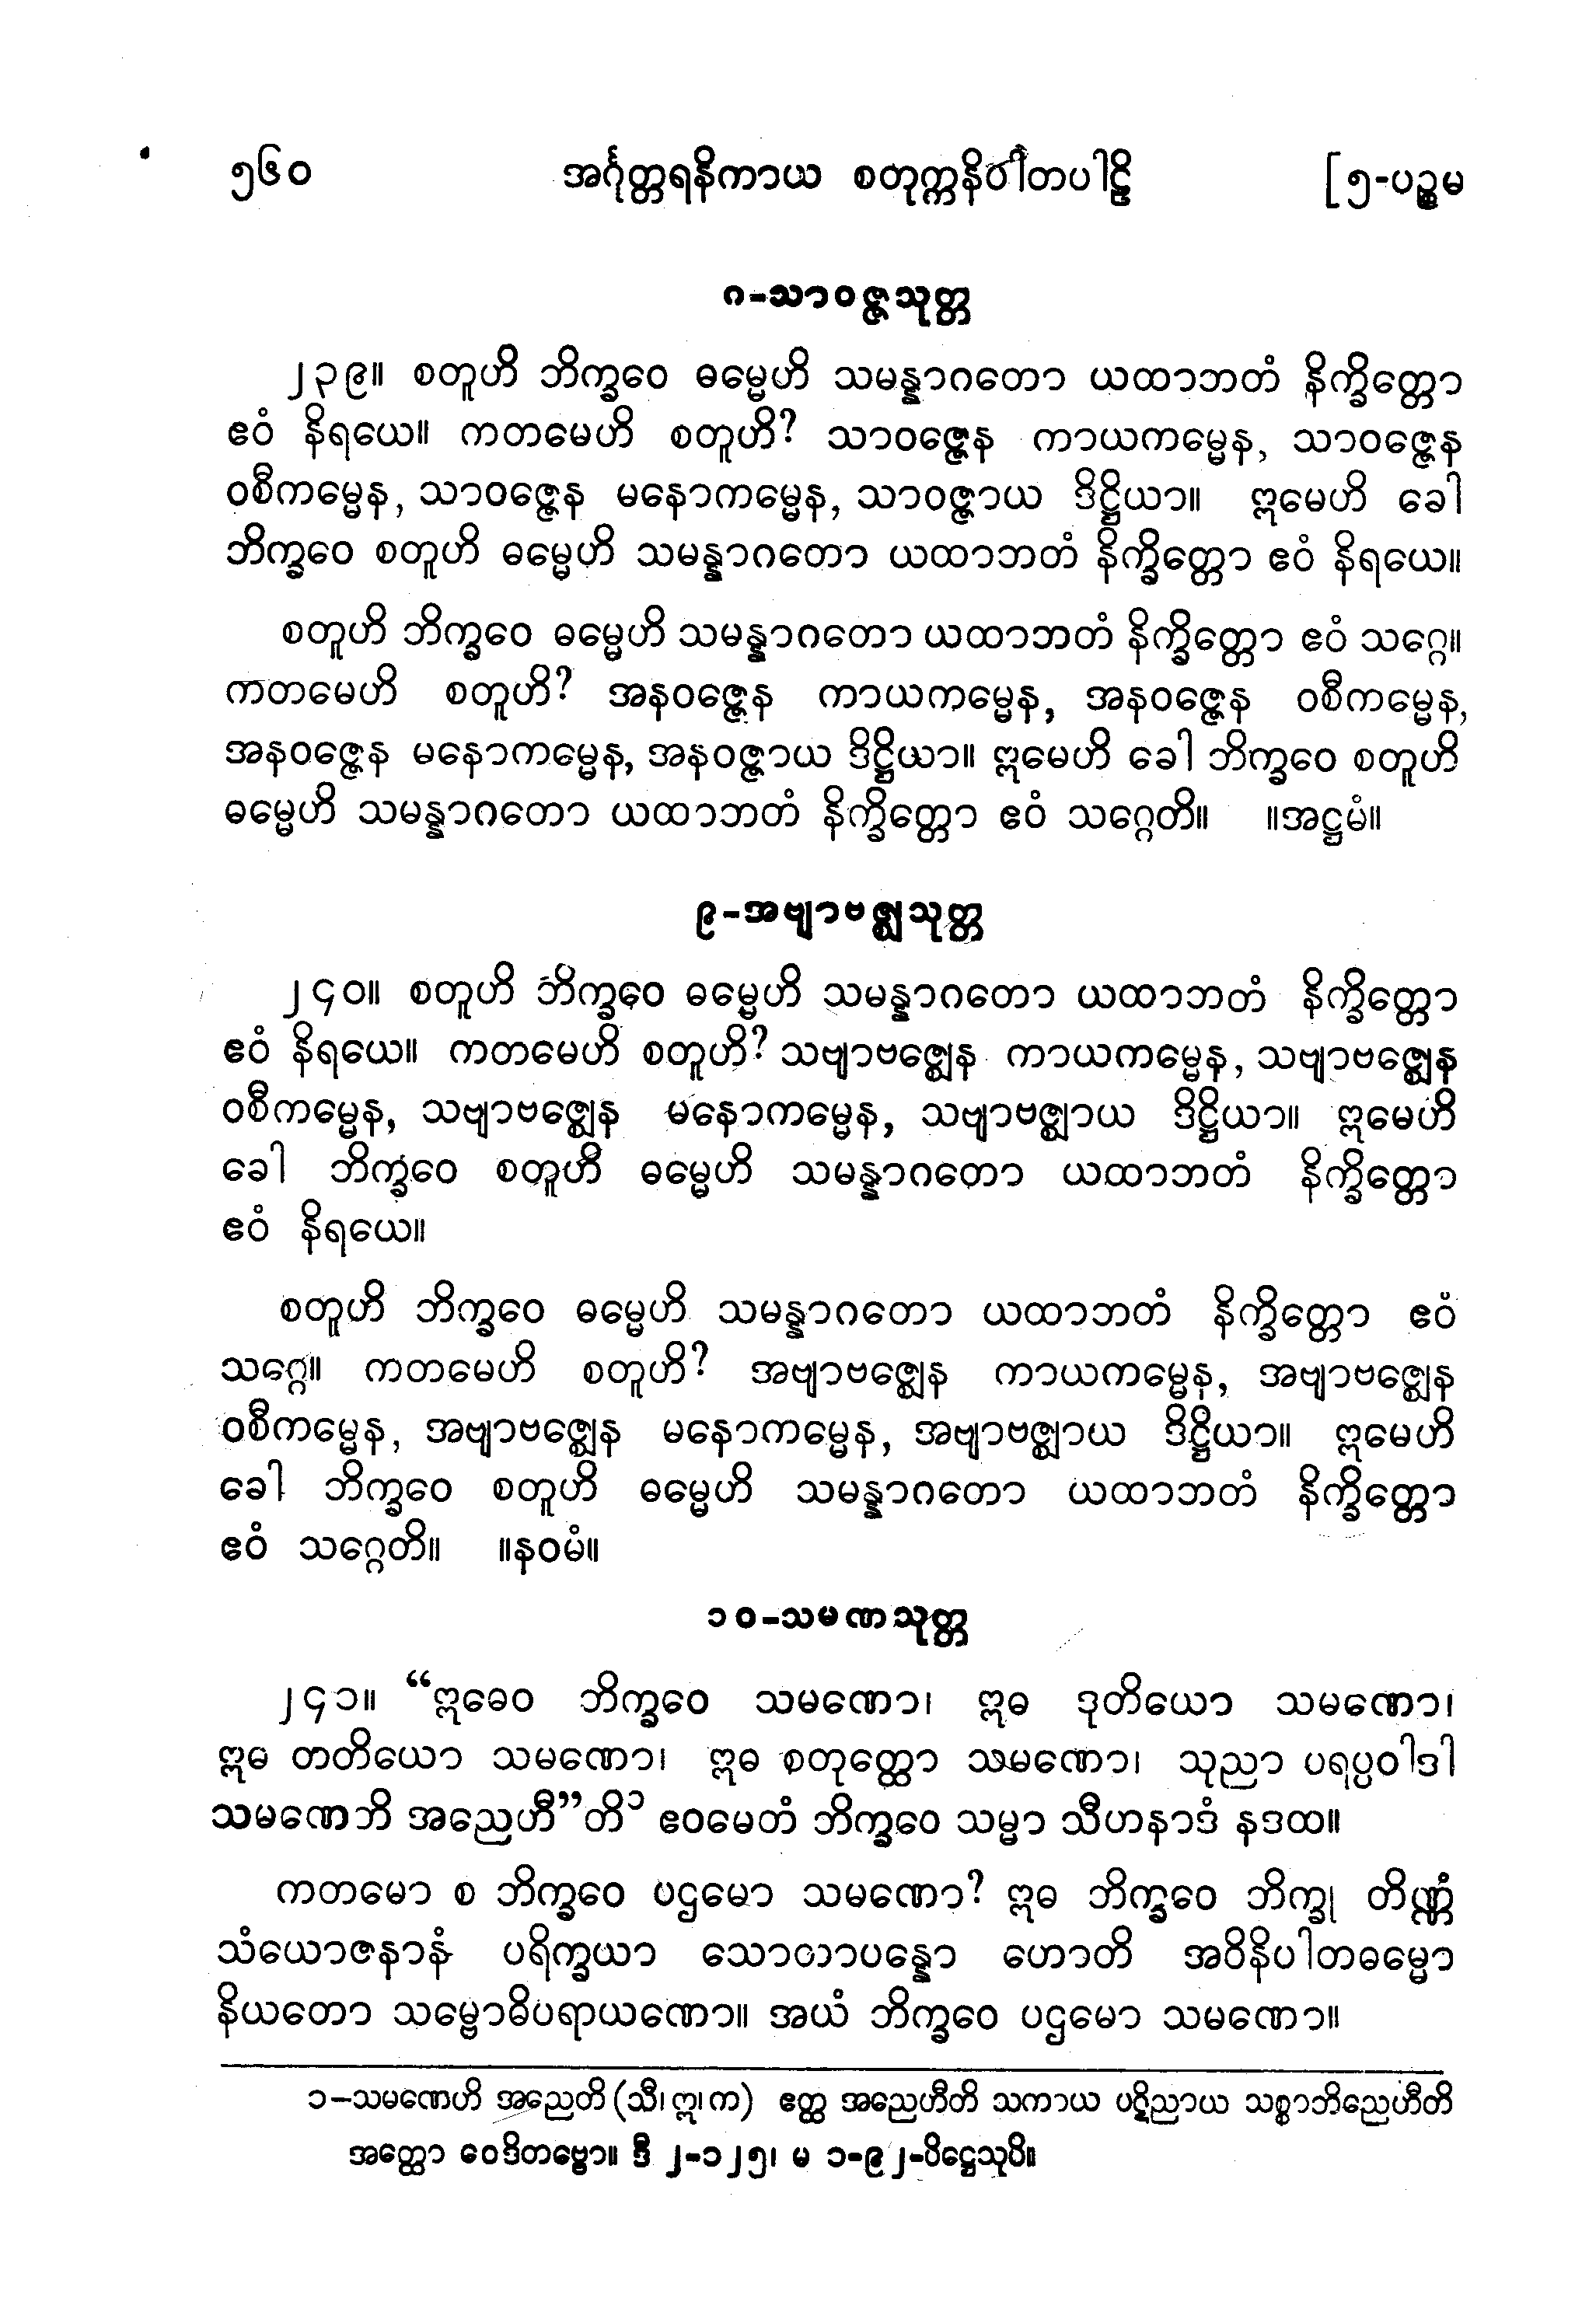 ၅၆၀ အင်္ဂုတ္တရနိကာယ စတုက္ကနိပါတပါဠိ [၅-ပဉ္စမ
၈-သာဝဇ္ဇသုတ္တ
၂၃၉။ စတူဟိ ဘိက္ခဝေ ဓမ္မေဟိ သမန္နာဂတော ယထာဘတံ နိက္ခိတ္တော
ဧဝံ နိရယေ။ ကတမေဟိ စတူဟိ? သာဝဇ္ဇေန ကာယကမ္မေန, သာဝဇ္ဇေန
ဝစီကမ္မေန, သာဝဇ္ဇေန မနောကမ္မေန, သာဝဇ္ဇာယ ဒိဋ္ဌိယာ။ ဣမေဟိ ခေါ
ဘိက္ခဝေ စတူဟိ ဓမ္မေဟိ သမန္နာဂတော ယထာဘတံ နိက္ခိတ္တော ဧဝံ နိရယေ။
စတူဟိ ဘိက္ခဝေ ဓမ္မေဟိ သမန္နာဂတော ယထာဘတံ နိက္ခိတ္တော ဧဝံ သဂ္ဂေ။
ကတမေဟိ စတူဟိ? အနဝဇ္ဇေန ကာယကမ္မေန, အနဝဇ္ဇေန ဝစီကမ္မေန,
အနဝဇ္ဇေန မနောကမ္မေန, အနဝဇ္ဇာယ ဒိဋ္ဌိယာ။ ဣမေဟိ ခေါ ဘိက္ခဝေ စတူဟိ
ဓမ္မေဟိ သမန္နာဂတော ယထာဘတံ နိက္ခိတ္တော ဧဝံ သဂ္ဂေတိ။ ။အဋ္ဌမံ။
၉-အဗျာဗဇ္ဈသုတ္တ
၂၄၀။ စတူဟိ ဘိက္ခဝေ ဓမ္မေဟိ သမန္နာဂတော ယထာဘတံ နိက္ခိတ္တော
ဧဝံ နိရယေ။ ကတမေဟိ စတူဟိ? သဗျာဗဇ္ဈေန ကာယကမ္မေန, သဗျာဗဇ္ဈေန
ဝစီကမ္မေန, သဗျာဗဇ္ဈေန မနောကမ္မေန, သဗျာဗဇ္ဈာယ ဒိဋ္ဌိယာ။ ဣမေဟိ
ခေါ ဘိက္ခဝေ စတူဟိ ဓမ္မေဟိ သမန္နာဂတော ယထာဘတံ နိက္ခိတ္တော
ဧဝံ နိရယေ။
စတူဟိ ဘိက္ခဝေ ဓမ္မေဟိ သမန္နာဂတော ယထာဘတံ နိက္ခိတ္တော ဧဝံ
သဂ္ဂေ။ ကတမေဟိ စတူဟိ? အဗျာဗဇ္ဈေန ကာယကမ္မေန, အဗျာဗဇ္ဈေန
ဝစီကမ္မေန, အဗျာဗဇ္ဈေန မနောကမ္မေန, အဗျာဗဇ္ဈာယ ဒိဋ္ဌိယာ။ ဣမေဟိ
ခေါ ဘိက္ခဝေ စတူဟိ ဓမ္မေဟိ သမန္နာဂတော ယထာဘတံ နိက္ခိတ္တော
ဧဝံ သဂ္ဂေတိ။ ။နဝမံ။
၁၀-သမဏသုတ္တ
၂၄၁။ “ဣဓေဝ ဘိက္ခဝေ သမဏော၊ ဣဓ ဒုတိယော သမဏော၊
ဣဓ တတိယော သမဏော၊ ဣဓ စတုတ္ထော သမဏော၊ သုညာ ပရပ္ပဝါဒါ
သမဏေဘိ အညေဟီ”တိ၁ ဧဝမေတံ ဘိက္ခဝေ သမ္မာ သီဟနာဒံ နဒထ။
ကတမော စ ဘိက္ခဝေ ပဌမော သမဏော? ဣဓ ဘိက္ခဝေ ဘိက္ခု တိဏ္ဏံ
သံယောဇနာနံ ပရိက္ခယာ သောတာပန္နော ဟောတိ အဝိနိပါတဓမ္မော
နိယတော သမ္ဗောဓိပရာယဏော။ အယံ ဘိက္ခဝေ ပဌမော သမဏော။
၁-သမဏေဟိ အညေတိ (သီ၊ ဣ၊ က) ဧတ္ထ အညေဟီတိ သကာယ ပဋိညာယ သစ္စာဘိညေဟီတိ
အတ္ထော ဝေဒိတဗ္ဗော။ ဒီ ၂-၁၂၅၊ မ ၁-၉၂-ပိဋ္ဌေသုပိ။